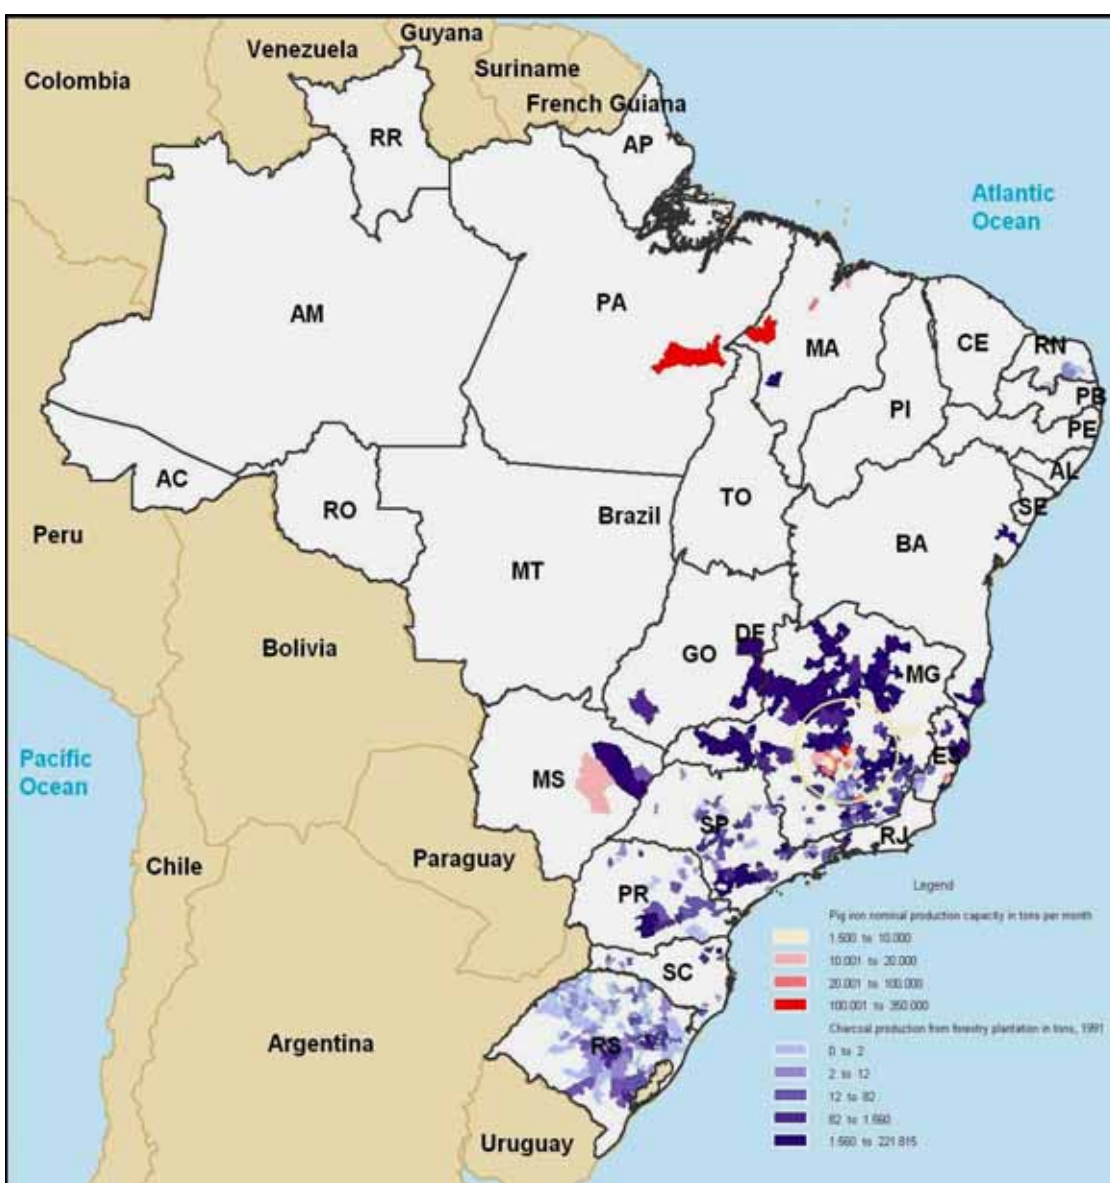 Guyana
Venezuela
Colombia
Suriname
French Guiana
RR
AP
Atlantic
Ocean
AM
PA
MA
CE
RN
PB
PI
PE
AL
AC
TO
SE
RO
Brazil
Peru
BA
MT
Bolivia
DF
GO
MG
Pacific
Ocean
MS
ES
SP
RJ
Chile
Paraguay
PR
SC
Argentina
RS
Uruguay
Legend
Pig iron nominal production capacity in tons per month
1.500 to 10.000
10.001 to 20.000
20.001 to 100.000
100.001 to 350.000
Charcoal production from forestry plantation in tons, 1991
0 to 2
2 to 12
12 to 82
82 to 1.560
1.560 to 221.815